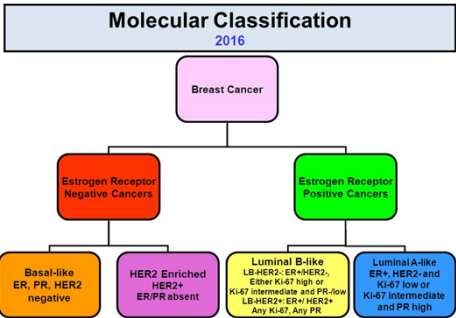 Molecular Classification
2016
Breast Cancer
Estrogen Receptor
Negative Cancers
Estrogen Receptor
Positive Cancers
Basal-like
ER, PR, HER2
negative
HER2 Enriched
HER2+
ER/PR absent
Luminal B-like
LB-HER2-: ER+/HER2-,
Either Ki-67 high or
Ki-67 intermediate and PR-/low
LB-HER2+: ER+/ HER2+
Any Ki-67, Any PR
Luminal A-like
ER+, HER2- and
Ki-67 low or
Ki-67 intermediate
and PR high